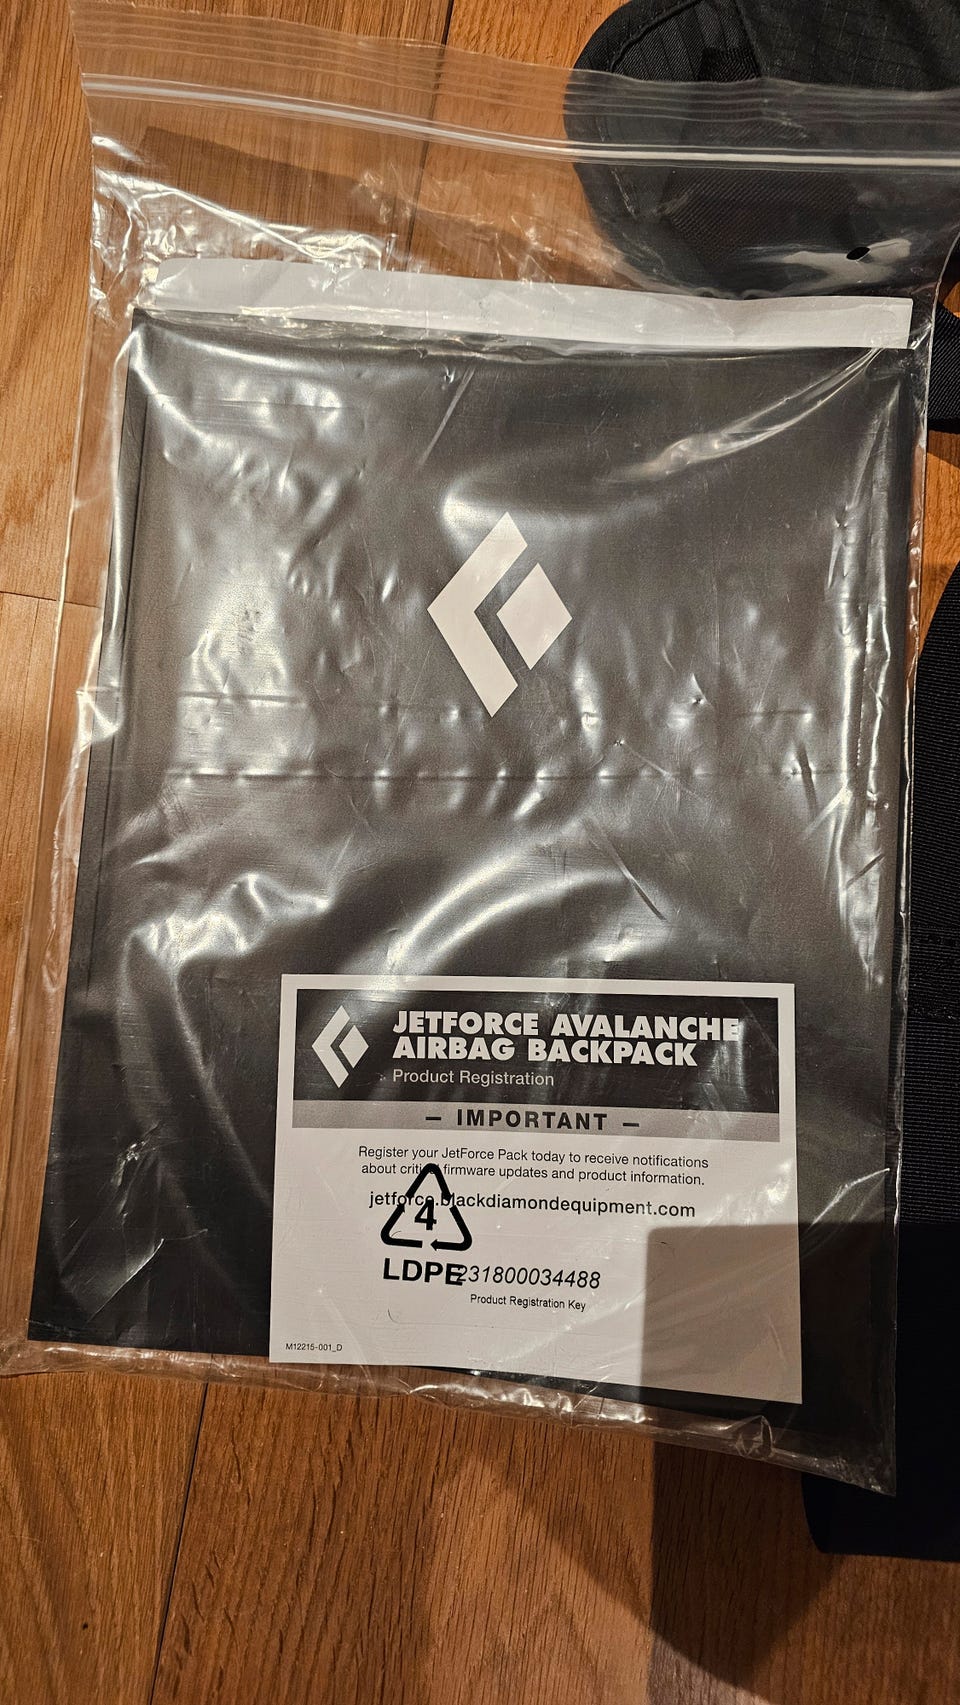 JETFORCE AVALANCHE
AIRBAG BACKPACK
Product Registration
– IMPORTANT –
Register your JetForce Pack today to receive notifications
about firmware updates and product information.
jetforce.blackdiamondequipment.com
4
LDPE
231800034488
Product Registration Key
M12215-001_D